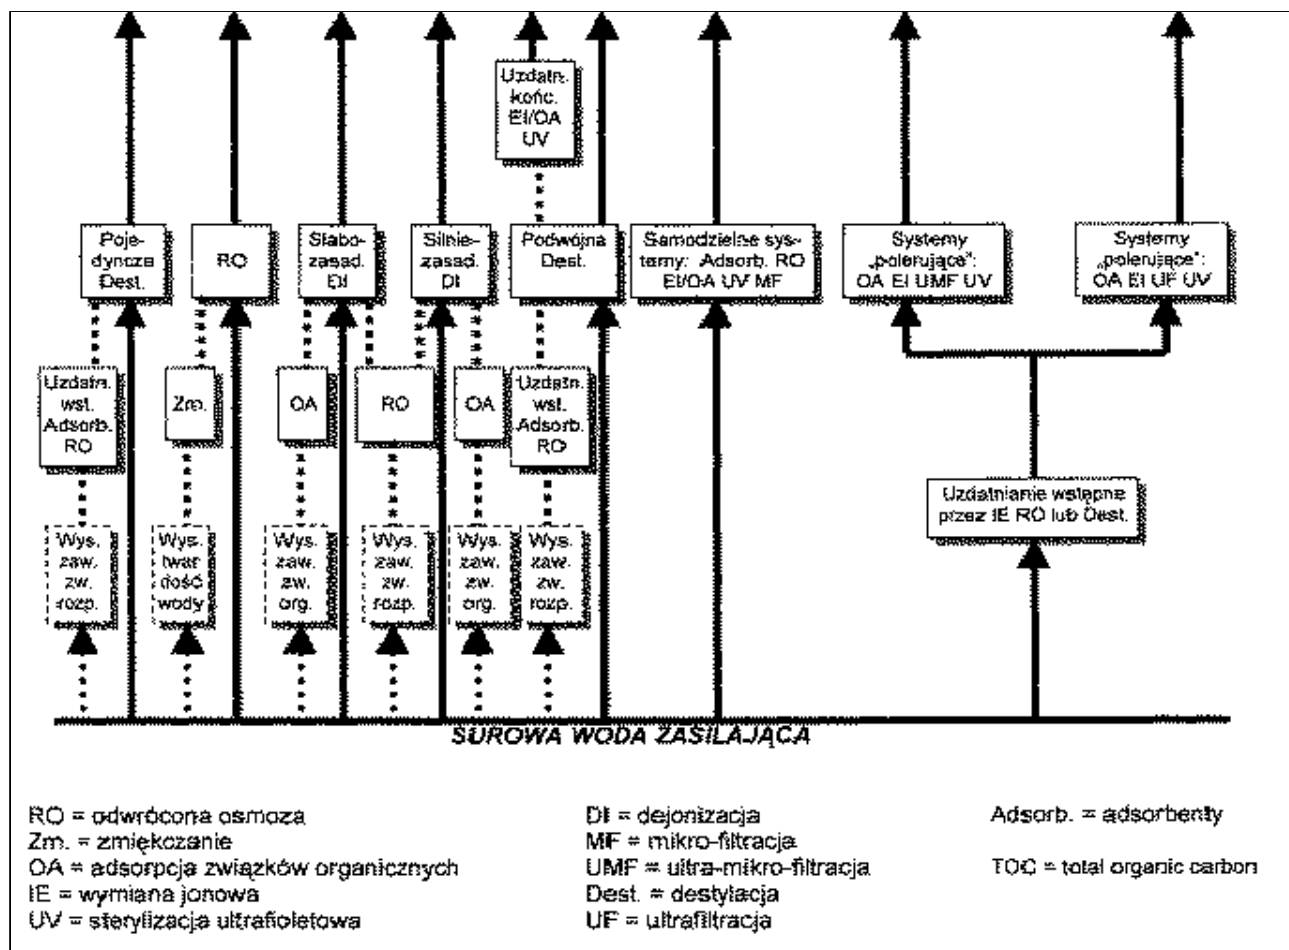 Uzdatn.
końc.
EI/OA
UV
Poje-
dyncza
Dest.
RO
Słabo-
zasad.
DI
Silnie-
zasad.
DI
Podwójna
Dest.
Samodzielne sys-
temy: Adsorb. RO
EI/OA UV MF
Systemy
„polerujące”:
OA EI UMF UV
Systemy
„polerujące”:
OA EI UF UV
Uzdatn.
wst.
Adsorb.
RO
Zm.
OA
RO
OA
Uzdatn.
wst.
Adsorb.
RO
Uzdatnianie wstępne
przez IE RO lub Dest.
Wys.
zaw.
zw.
rozp.
Wys.
twar
dość
wody
Wys.
zaw.
zw.
org.
Wys.
zaw.
zw.
rozp.
Wys.
zaw.
zw.
org.
Wys.
zaw.
zw.
rozp.
SUROWA WODA ZASILAJĄCA
RO = odwrócona osmoza
Zm. = zmiękczanie
OA = adsorpcja związków organicznych
IE = wymiana jonowa
UV = sterylizacja ultrafioletowa
DI = dejonizacja
MF = mikro-filtracja
UMF = ultra-mikro-filtracja
Dest. = destylacja
UF = ultrafiltracja
Adsorb. = adsorbenty
TOC = total organic carbon